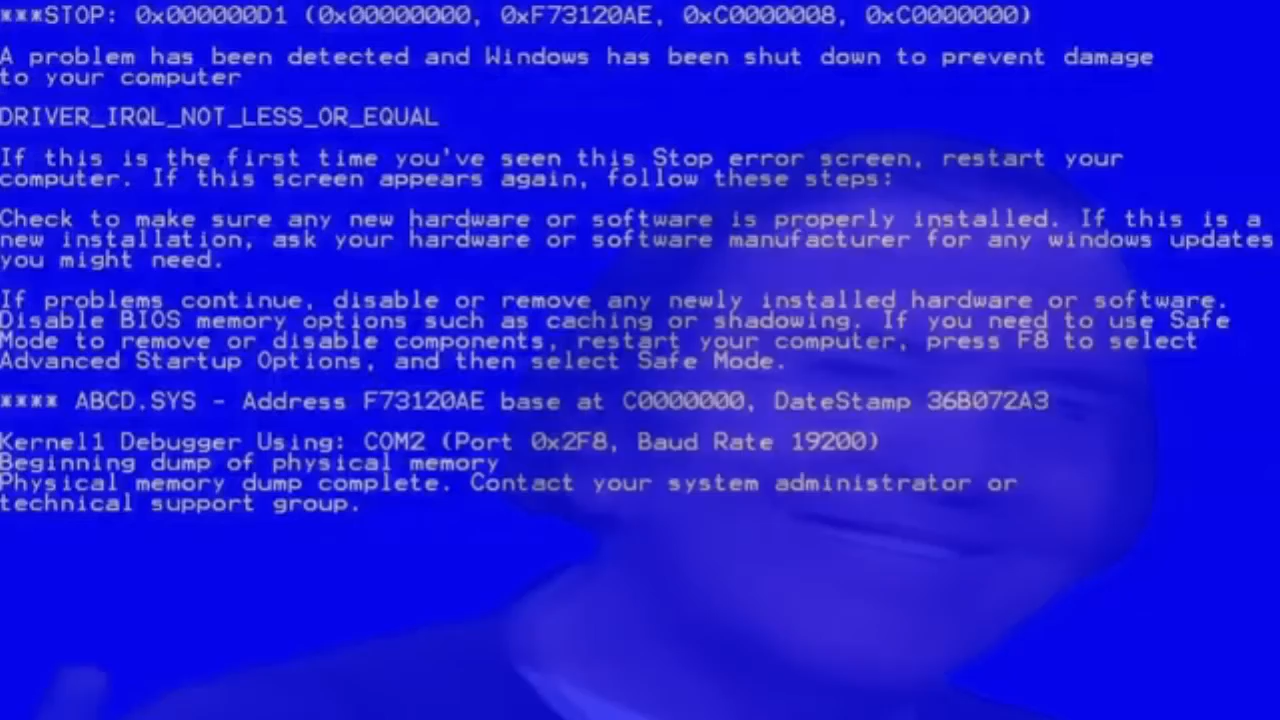 ***STOP: 0x000000D1 (0x00000000, 0xF73120AE, 0xC0000008, 0xC0000000)
A problem has been detected and Windows has been shut down to prevent damage
to your computer
DRIVER_IRQL_NOT_LESS_OR_EQUAL
If this is the first time you've seen this Stop error screen, restart your
computer. If this screen appears again, follow these steps:
Check to make sure any new hardware or software is properly installed. If this is a
new installation, ask your hardware or software manufacturer for any windows updates
you might need.
If problems continue, disable or remove any newly installed hardware or software.
Disable BIOS memory options such as caching or shadowing. If you need to use Safe
Mode to remove or disable components, restart your computer, press F8 to select
Advanced Startup Options, and then select Safe Mode.
**** ABCD.SYS - Address F73120AE base at C0000000, DateStamp 36B072A3
Kernel1 Debugger Using: COM2 (Port 0x2F8, Baud Rate 19200)
Beginning dump of physical memory
Physical memory dump complete. Contact your system administrator or
technical support group.